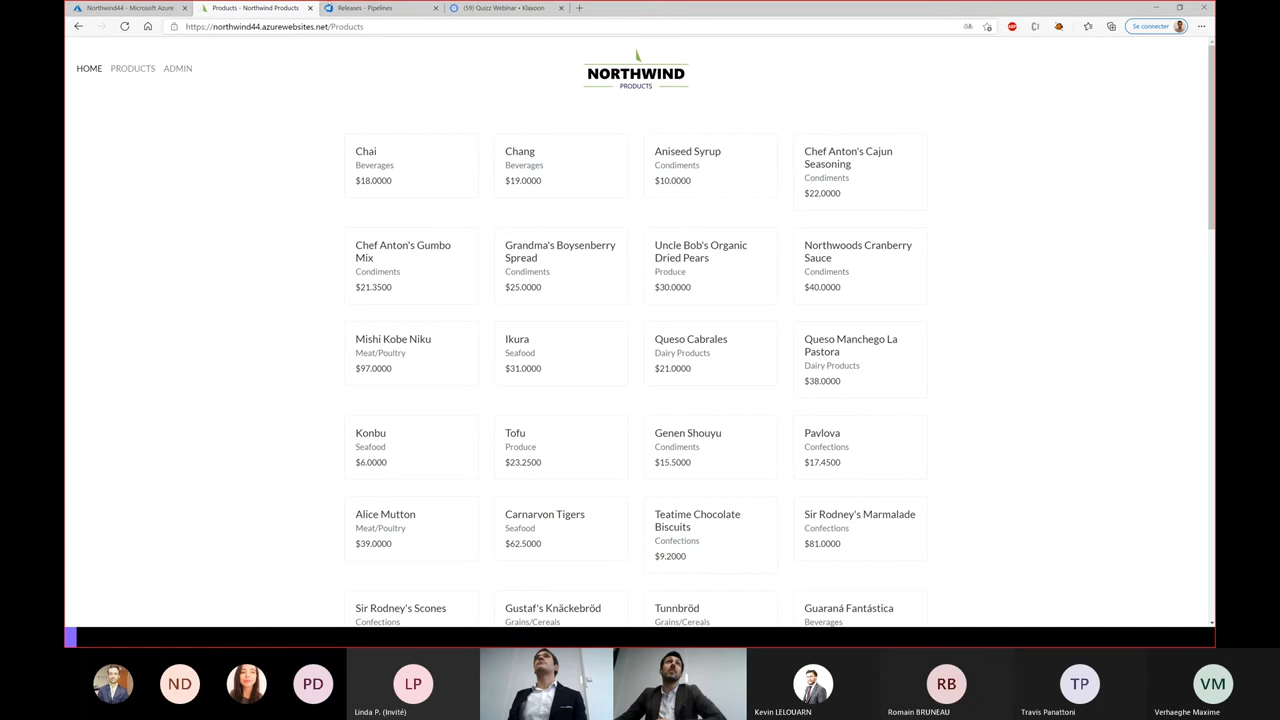 Northwind44 - Microsoft Azure
Products - Northwind Products
Releases - Pipelines
(59) Quizz Webinar • Klaxoon
https://northwind44.azurewebsites.net/Products
Se connecter
HOME PRODUCTS ADMIN
NORTHWIND
PRODUCTS
Chai
Beverages
$18.0000
Chang
Beverages
$19.0000
Aniseed Syrup
Condiments
$10.0000
Chef Anton's Cajun
Seasoning
Condiments
$22.0000
Chef Anton's Gumbo
Mix
Condiments
$21.3500
Grandma's Boysenberry
Spread
Condiments
$25.0000
Uncle Bob's Organic
Dried Pears
Produce
$30.0000
Northwoods Cranberry
Sauce
Condiments
$40.0000
Mishi Kobe Niku
Meat/Poultry
$97.0000
Ikura
Seafood
$31.0000
Queso Cabrales
Dairy Products
$21.0000
Queso Manchego La
Pastora
Dairy Products
$38.0000
Konbu
Seafood
$6.0000
Tofu
Produce
$23.2500
Genen Shouyu
Condiments
$15.5000
Pavlova
Confections
$17.4500
Alice Mutton
Meat/Poultry
$39.0000
Carnarvon Tigers
Seafood
$62.5000
Teatime Chocolate
Biscuits
Confections
$9.2000
Sir Rodney's Marmalade
Confections
$81.0000
Sir Rodney's Scones
Confections
Gustaf's Knäckebröd
Grains/Cereals
Tunnbröd
Grains/Cereals
Guaraná Fantástica
Beverages
ND
PD
LP
Linda P. (Invité)
Kevin LELOUARN
RB
Romain BRUNEAU
TP
Travis Panattoni
VM
Verhaeghe Maxime